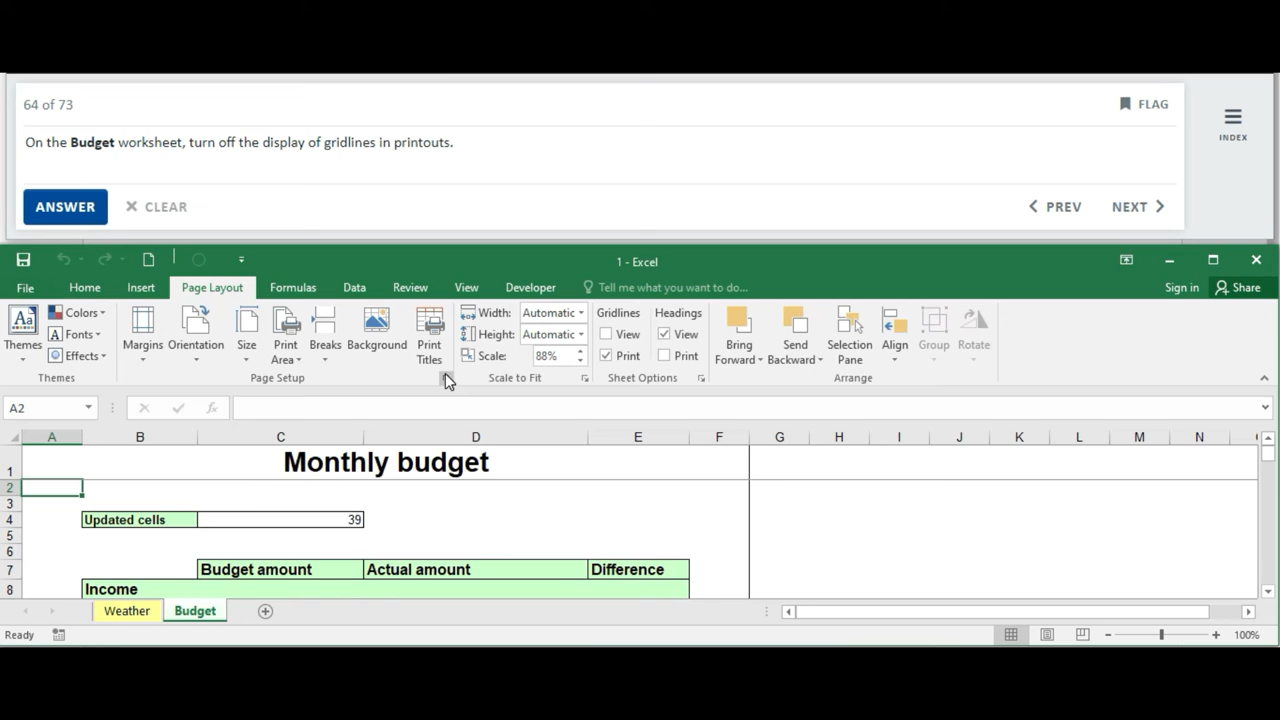 64 of 73
FLAG
INDEX
On the Budget worksheet, turn off the display of gridlines in printouts.
ANSWER
CLEAR
PREV
NEXT
1 - Excel
File Home Insert Page Layout Formulas Data Review View Developer Tell me what you want to do... Sign in Share
Colors
Fonts
Effects
Themes
Themes
Margins
Orientation
Size
Print Area
Breaks
Background
Print Titles
Page Setup
Width: Automatic
Height: Automatic
Scale: 88%
Scale to Fit
Gridlines
View
Print
Headings
View
Print
Sheet Options
Bring Forward
Send Backward
Selection Pane
Align
Group
Rotate
Arrange
A2
fx
A B C D E F G H I J K L M N
1 Monthly budget
2
3
4 Updated cells 39
5
6
7 Budget amount Actual amount Difference
8 Income
Weather Budget
Ready
100%